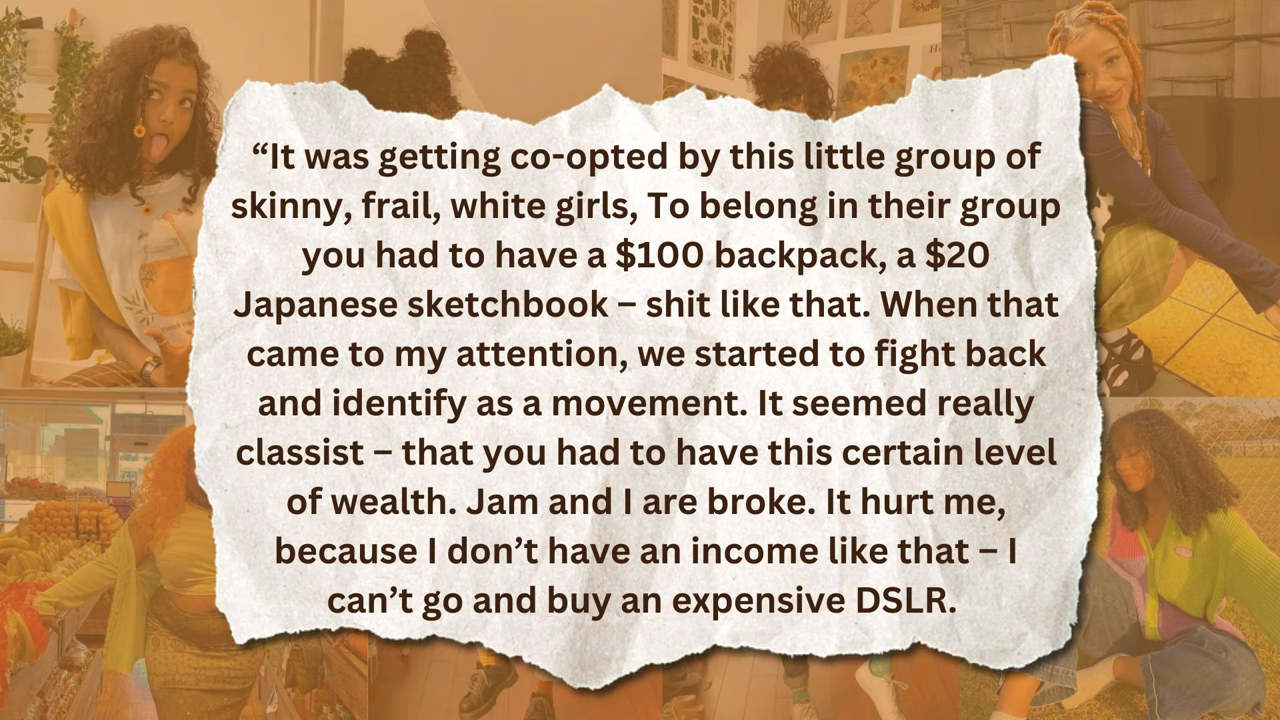 “It was getting co-opted by this little group of
skinny, frail, white girls, To belong in their group
you had to have a $100 backpack, a $20
Japanese sketchbook – shit like that. When that
came to my attention, we started to fight back
and identify as a movement. It seemed really
classist – that you had to have this certain level
of wealth. Jam and I are broke. It hurt me,
because I don’t have an income like that – I
can’t go and buy an expensive DSLR.